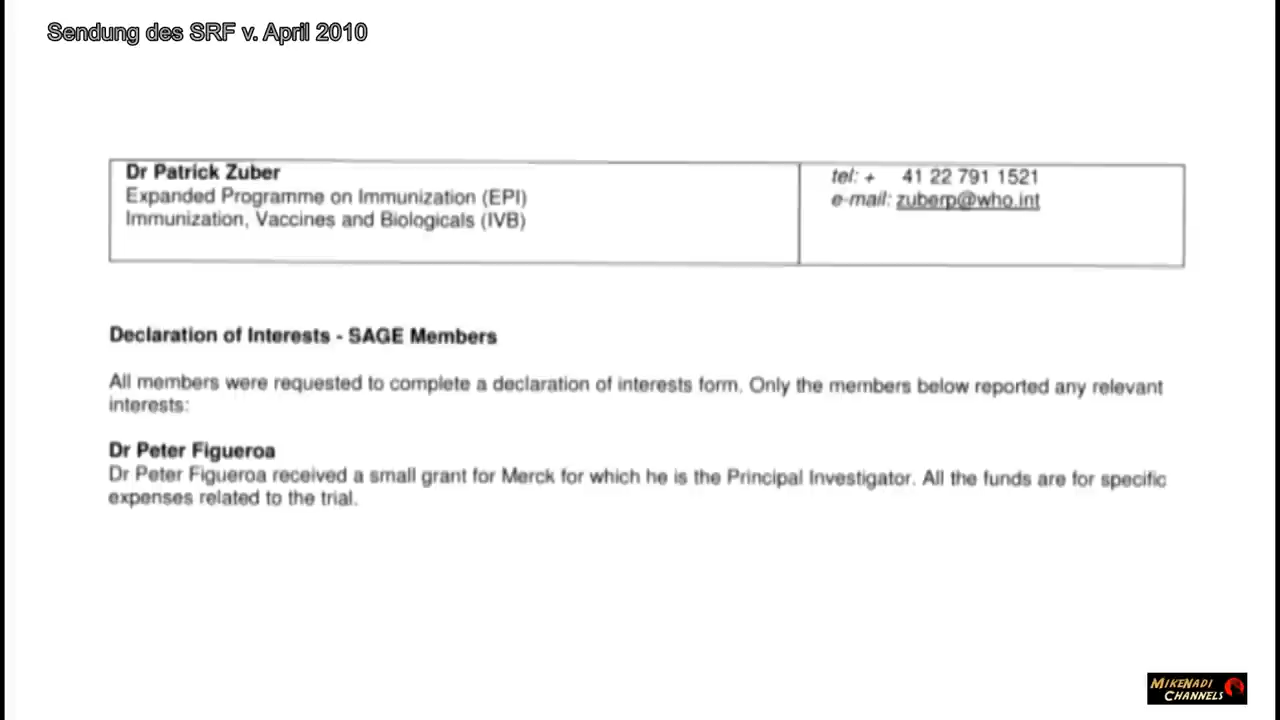 Sendung des SRF v. April 2010
Dr Patrick Zuber
Expanded Programme on Immunization (EPI)
Immunization, Vaccines and Biologicals (IVB)
tel: + 41 22 791 1521
e-mail: zuberp@who.int
Declaration of Interests - SAGE Members
All members were requested to complete a declaration of interests form. Only the members below reported any relevant
interests:
Dr Peter Figueroa
Dr Peter Figueroa received a small grant for Merck for which he is the Principal Investigator. All the funds are for specific
expenses related to the trial.
MIKENADI
CHANNELS